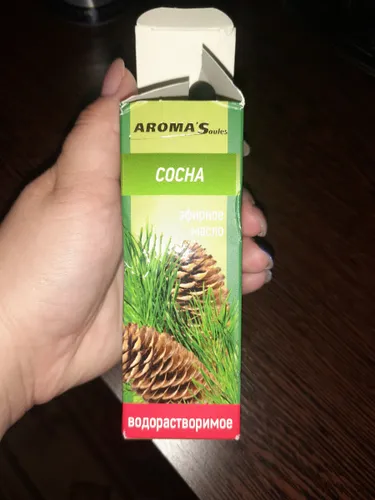 AROMA'Saules
СОСНА
эфирное
масло
водорастворимое